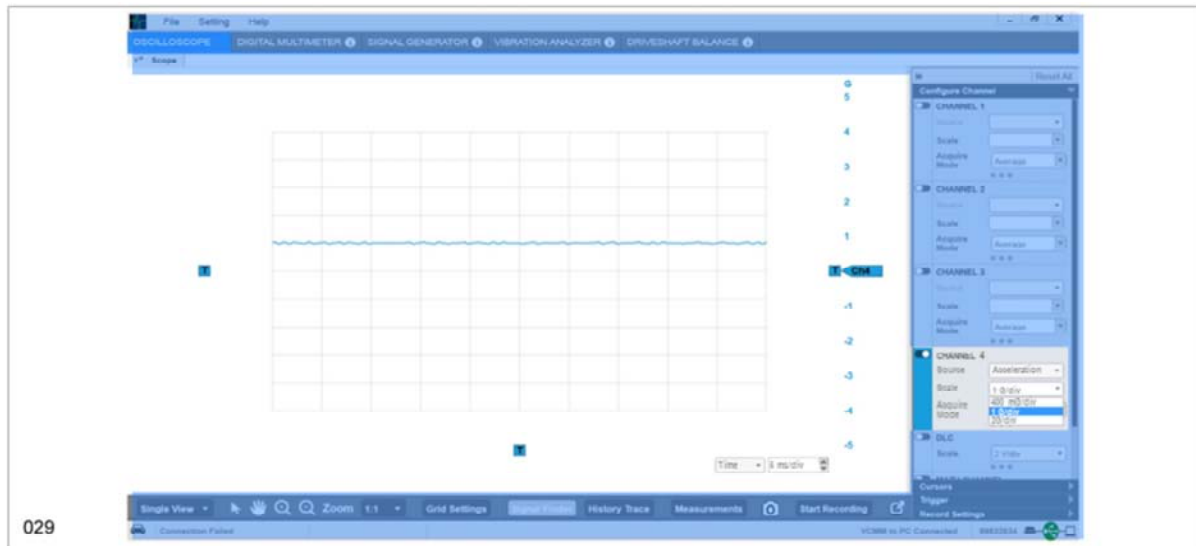 File Setting Help
OSCILLOSCOPE DIGITAL MULTIMETER SIGNAL GENERATOR VIBRATION ANALYZER DRIVESHAFT BALANCE
Scope
Reset All
Configure Channel
G
5
4
3
2
1
-1
-2
-3
-4
-5
T
T Ch4
T
CHANNEL 1
Source
Scale
Acquire Mode Average
CHANNEL 2
Source
Scale
Acquire Mode Average
CHANNEL 3
Source
Scale
Acquire Mode Average
CHANNEL 4
Source Acceleration
Scale 1 G/div
400 mG/div
Acquire
1 G/div
Mode
2G/div
DLC
Scale 2 V/div
Cursors
Trigger
Record Settings
Time ms/div
Single View Zoom 1:1 Grid Settings Signal Finder History Trace Measurements Start Recording
Connection Failed VCMM to PC Connected
029